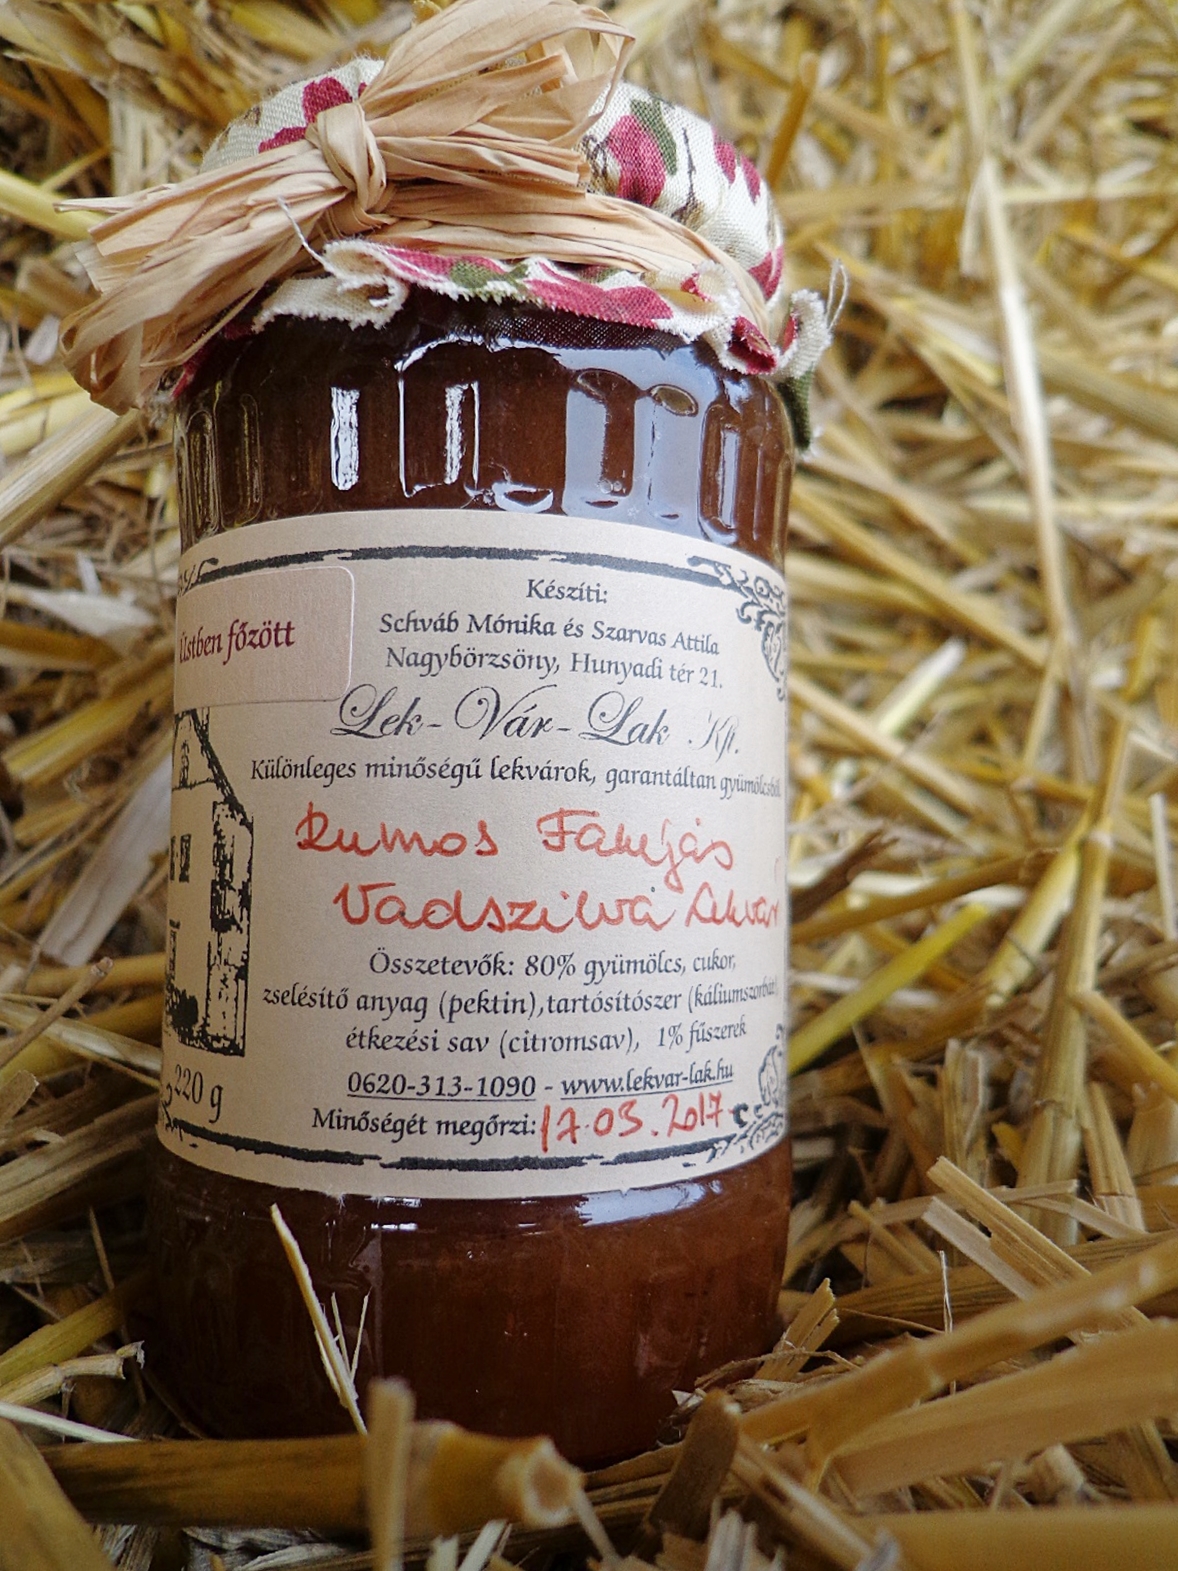 Üstben főzött
Készíti:
Schváb Mónika és Szarvas Attila
Nagybörzsöny, Hunyadi tér 21.
Lek-Vár-Lak Kft.
Különleges minőségű lekvárok, garantáltan gyümölcsből
Rumos Fahéjas
Vadszilva Lekvár
Összetevők: 80% gyümölcs, cukor,
zselésítő anyag (pektin),tartósítószer (káliumszorbát)
étkezési sav (citromsav), 1% fűszerek
0620-313-1090 - www.lekvar-lak.hu
220 g
Minőségét megőrzi: 17.03.2017